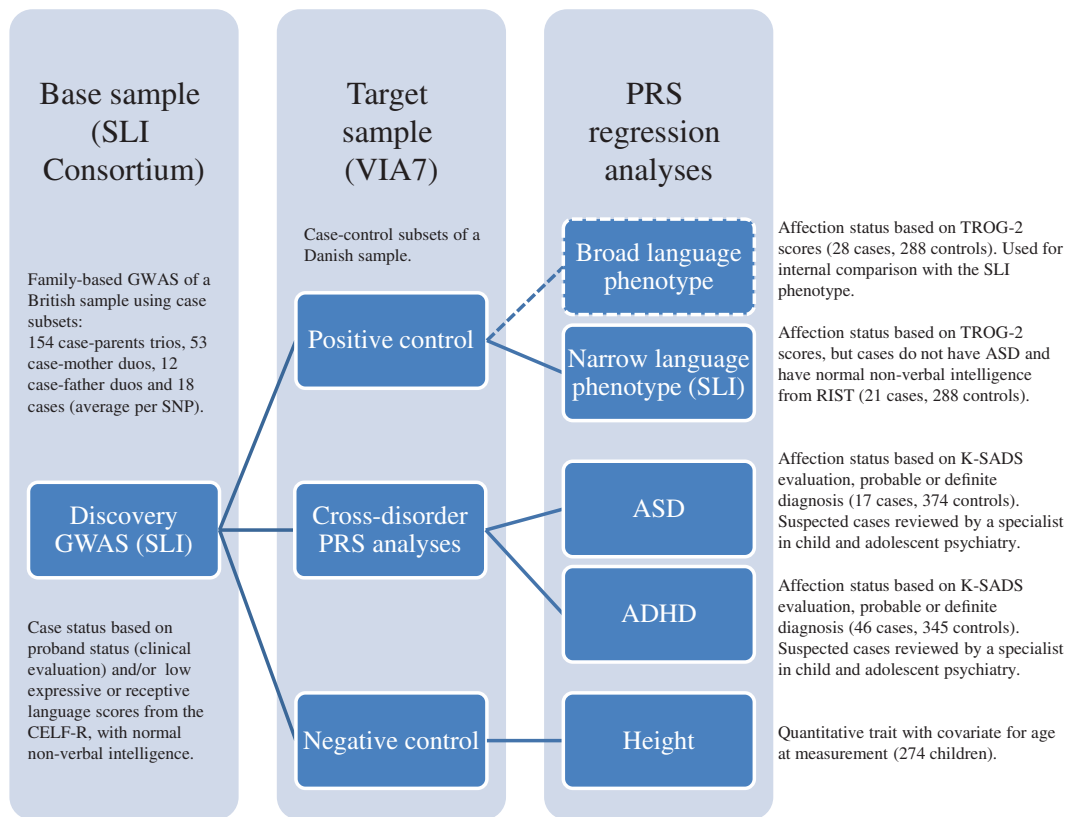 Base sample
(SLI
Consortium)
Family-based GWAS of a
British sample using case
subsets:
154 case-parents trios, 53
case-mother duos, 12
case-father duos and 18
cases (average per SNP).
Discovery
GWAS (SLI)
Case status based on
proband status (clinical
evaluation) and/or low
expressive or receptive
language scores from the
CELF-R, with normal
non-verbal intelligence.
Target
sample
(VIA7)
Case-control subsets of a
Danish sample.
Positive control
Cross-disorder
PRS analyses
Negative control
PRS
regression
analyses
Broad language
phenotype
Affection status based on TROG-2
scores (28 cases, 288 controls). Used for
internal comparison with the SLI
phenotype.
Narrow language
phenotype (SLI)
Affection status based on TROG-2
scores, but cases do not have ASD and
have normal non-verbal intelligence
from RIST (21 cases, 288 controls).
ASD
Affection status based on K-SADS
evaluation, probable or definite
diagnosis (17 cases, 374 controls).
Suspected cases reviewed by a specialist
in child and adolescent psychiatry.
ADHD
Affection status based on K-SADS
evaluation, probable or definite
diagnosis (46 cases, 345 controls).
Suspected cases reviewed by a specialist
in child and adolescent psychiatry.
Height
Quantitative trait with covariate for age
at measurement (274 children).